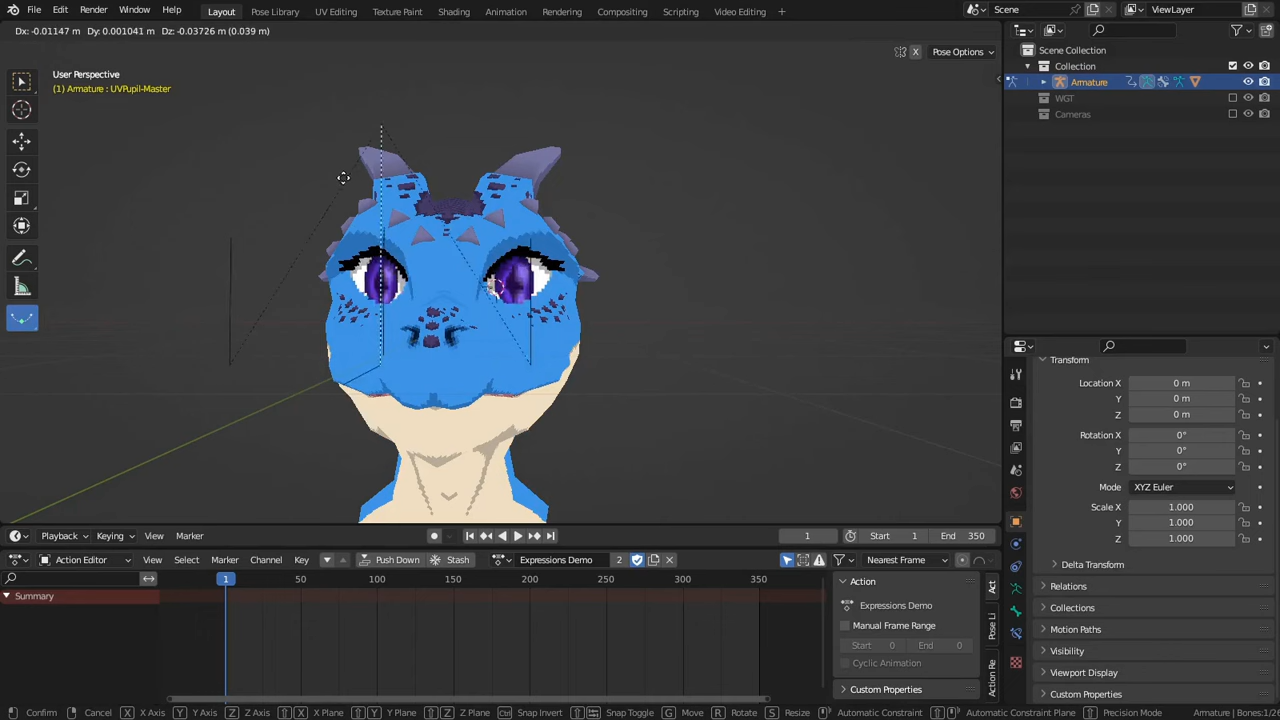 File Edit Render Window Help Layout Pose Library UV Editing Texture Paint Shading Animation Rendering Compositing Scripting Video Editing Scene ViewLayer
Dx: -0.01147 m Dy: 0.001041 m Dz: -0.03726 m (0.039 m)
X Pose Options
User Perspective
(1) Armature : UVPupil-Master
Scene Collection
Collection
Armature
WGT
Cameras
Transform
Location X 0 m
Y 0 m
Z 0 m
Rotation X 0°
Y 0°
Z 0°
Mode XYZ Euler
Scale X 1.000
Y 1.000
Z 1.000
Delta Transform
Relations
Collections
Motion Paths
Visibility
Viewport Display
Custom Properties
Playback Keying View Marker 1 Start 1 End 350
Action Editor View Select Marker Channel Key Push Down Stash Expressions Demo 2 Nearest Frame
1 50 100 150 200 250 300 350
Summary
Action
Expressions Demo
Manual Frame Range
Start 0 End 0
Cyclic Animation
Custom Properties
Act
Pose Li
Action Re
Confirm Cancel X X Axis Y Y Axis Z Z Axis X X Plane Y Y Plane Z Z Plane Ctrl Snap Invert Snap Toggle G Move R Rotate S Resize Automatic Constraint Automatic Constraint Plane Precision Mode Armature | Bones:1/2